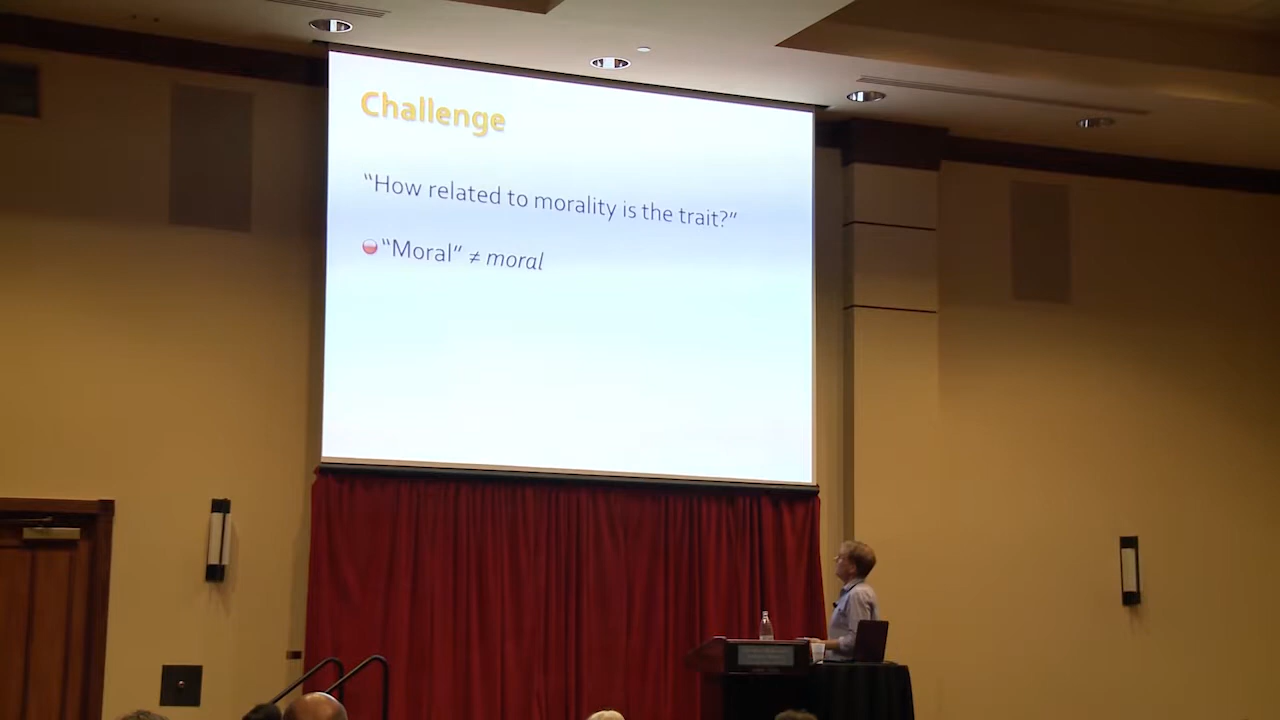 Challenge
“How related to morality is the trait?”
“Moral” ≠ moral